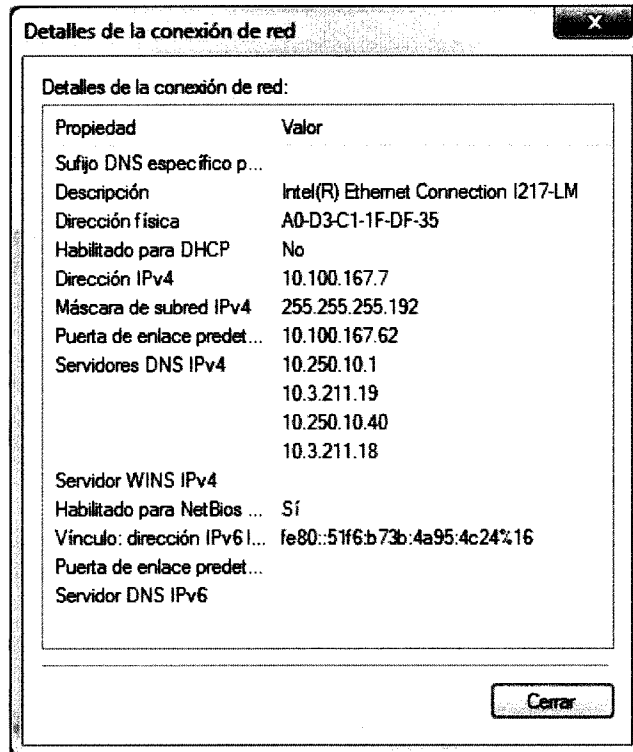 Detalles de la conexión de red
X
Detalles de la conexión de red:
Propiedad Valor
Sufijo DNS específico p...
Descripción Intel(R) Ethernet Connection I217-LM
Dirección física A0-D3-C1-1F-DF-35
Habilitado para DHCP No
Dirección IPv4 10.100.167.7
Máscara de subred IPv4 255.255.255.192
Puerta de enlace predet... 10.100.167.62
Servidores DNS IPv4 10.250.10.1
10.3.211.19
10.250.10.40
10.3.211.18
Servidor WINS IPv4
Habilitado para NetBios ... Sí
Vínculo: dirección IPv6 l... fe80::51f6:b73b:4a95:4c24%16
Puerta de enlace predet...
Servidor DNS IPv6
Cerrar